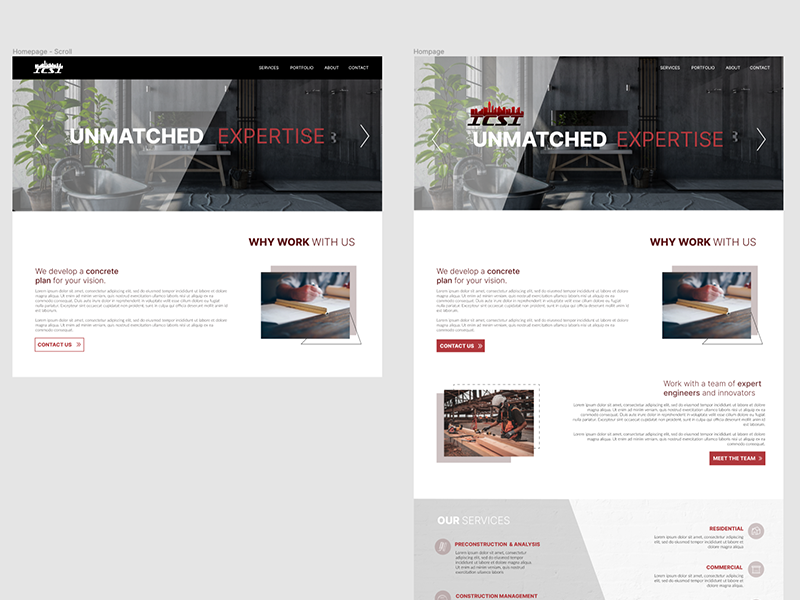 Homepage - Scroll
ICSI
SERVICES PORTFOLIO ABOUT CONTACT
UNMATCHED EXPERTISE
WHY WORK WITH US
We develop a concrete
plan for your vision.
Lorem ipsum dolor sit amet, consectetur adipiscing elit, sed do eiusmod tempor incididunt ut labore et dolore
magna aliqua. Ut enim ad minim veniam, quis nostrud exercitation ullamco laboris nisi ut aliquip ex ea
commodo consequat. Duis aute irure dolor in reprehenderit in voluptate velit esse cillum dolore eu fugiat
nulla pariatur. Excepteur sint occaecat cupidatat non proident, sunt in culpa qui officia deserunt mollit anim id
est laborum.
Lorem ipsum dolor sit amet, consectetur adipiscing elit, sed do eiusmod tempor incididunt ut labore et dolore
magna aliqua. Ut enim ad minim veniam, quis nostrud exercitation ullamco laboris nisi ut aliquip ex ea
commodo consequat.
CONTACT US
Hompage
SERVICES PORTFOLIO ABOUT CONTACT
ICSI
UNMATCHED EXPERTISE
WHY WORK WITH US
We develop a concrete
plan for your vision.
Lorem ipsum dolor sit amet, consectetur adipiscing elit, sed do eiusmod tempor incididunt ut labore et dolore
magna aliqua. Ut enim ad minim veniam, quis nostrud exercitation ullamco laboris nisi ut aliquip ex ea
commodo consequat. Duis aute irure dolor in reprehenderit in voluptate velit esse cillum dolore eu fugiat
nulla pariatur. Excepteur sint occaecat cupidatat non proident, sunt in culpa qui officia deserunt mollit anim id
est laborum.
Lorem ipsum dolor sit amet, consectetur adipiscing elit, sed do eiusmod tempor incididunt ut labore et dolore
magna aliqua. Ut enim ad minim veniam, quis nostrud exercitation ullamco laboris nisi ut aliquip ex ea
commodo consequat.
CONTACT US
Work with a team of expert
engineers and innovators
Lorem ipsum dolor sit amet, consectetur adipiscing elit, sed do eiusmod tempor incididunt ut labore et dolore
magna aliqua. Ut enim ad minim veniam, quis nostrud exercitation ullamco laboris nisi ut aliquip ex ea
commodo consequat. Duis aute irure dolor in reprehenderit in voluptate velit esse cillum dolore eu fugiat nulla
pariatur. Excepteur sint occaecat cupidatat non proident, sunt in culpa qui officia deserunt mollit anim id
est laborum.
Lorem ipsum dolor sit amet, consectetur adipiscing elit, sed do eiusmod tempor incididunt ut labore et dolore
magna aliqua. Ut enim ad minim veniam, quis nostrud exercitation ullamco laboris nisi ut aliquip ex ea
commodo consequat.
MEET THE TEAM
OUR SERVICES
PRECONSTRUCTION & ANALYSIS
Lorem ipsum dolor sit amet, consectetur
adipiscing elit, sed do eiusmod tempor
incididunt ut labore et dolore magna aliqua.
Ut enim ad minim veniam, quis nostrud
exercitation ullamco laboris
CONSTRUCTION MANAGEMENT
RESIDENTIAL
Lorem ipsum dolor sit amet, consectetur adipiscing
elit, sed do eiusmod tempor incididunt ut labore et
dolore magna aliqua
COMMERCIAL
Lorem ipsum dolor sit amet, consectetur adipiscing
elit, sed do eiusmod tempor incididunt ut labore et
dolore magna aliqua